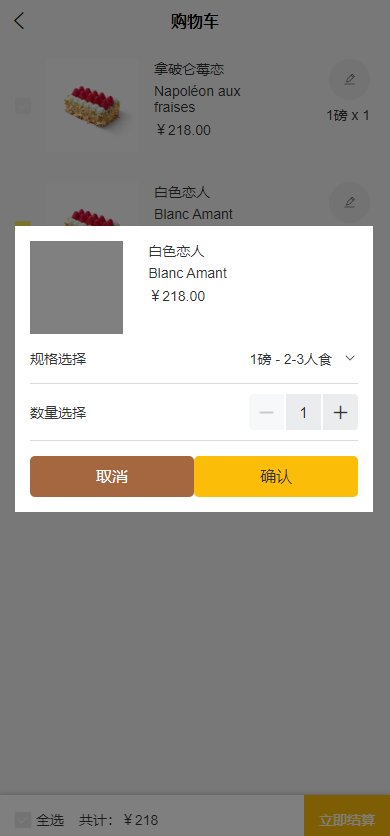 购物车
拿破仑莓恋
Napoléon aux
fraises
￥218.00
1磅 x 1
白色恋人
Blanc Amant
白色恋人
Blanc Amant
￥218.00
规格选择
1磅 - 2-3人食
数量选择
1
取消
确认
全选
共计：￥218
立即结算